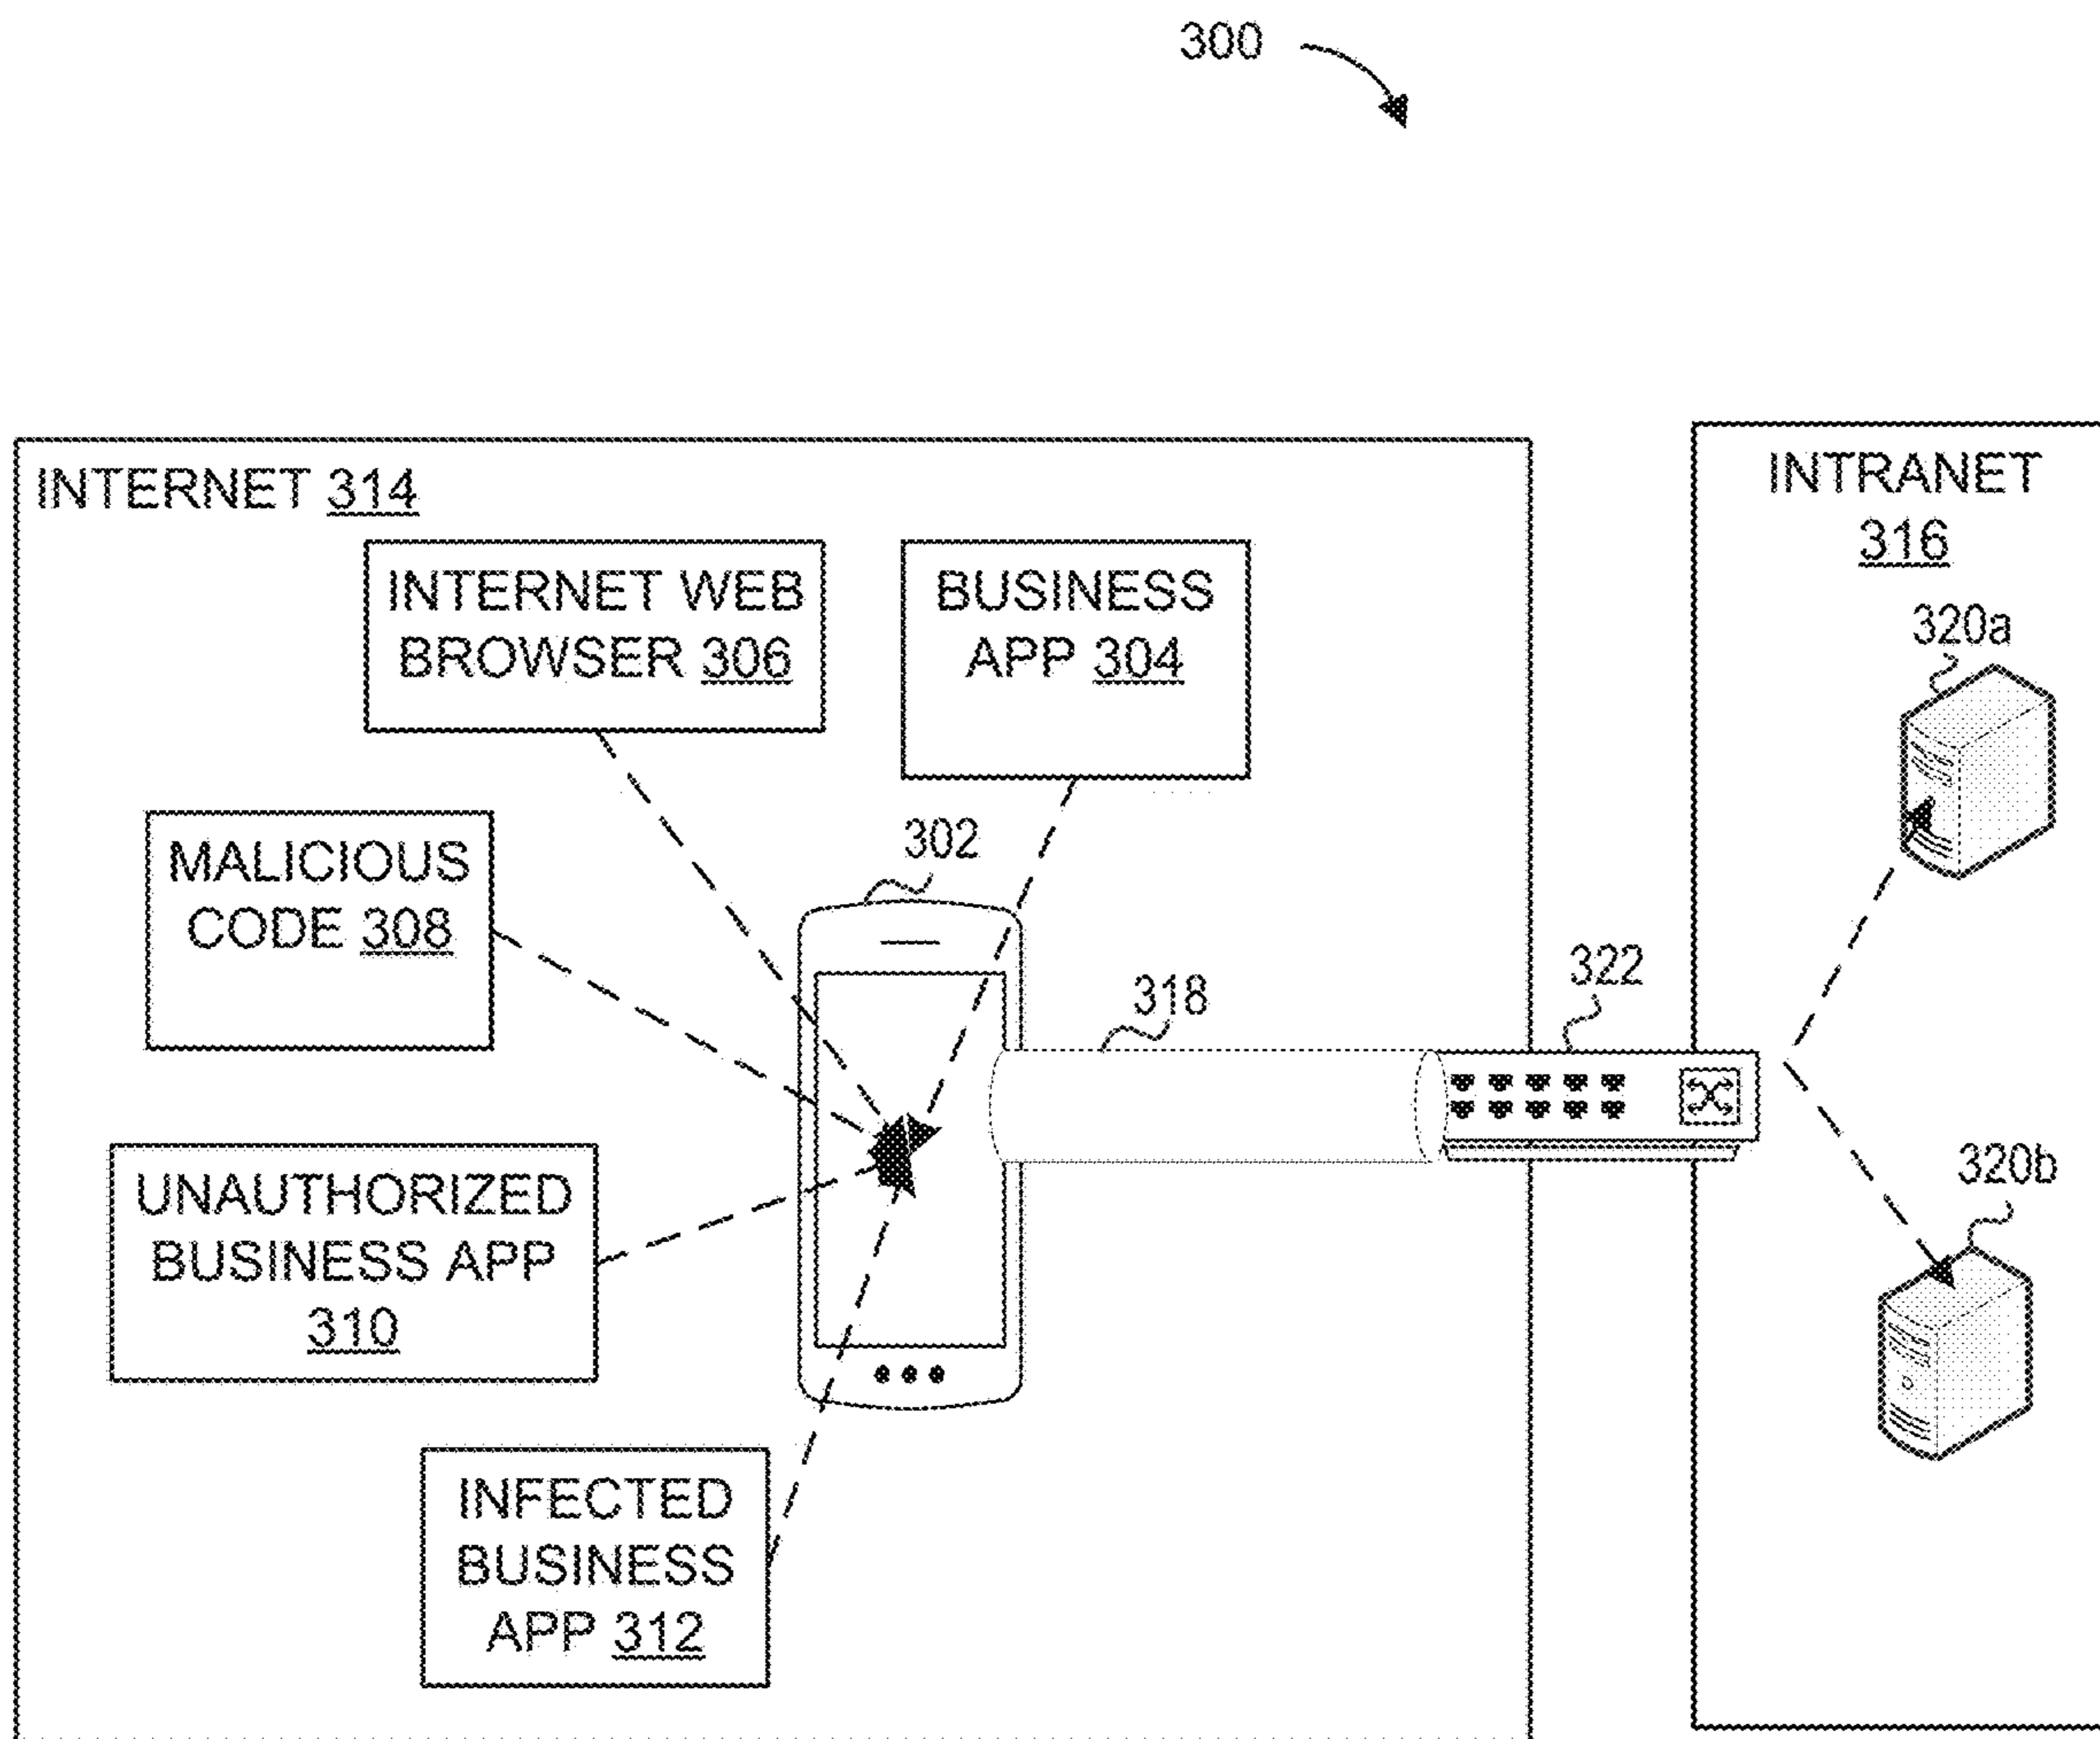 300
INTERNET 314
INTRANET
316
INTERNET WEB
BROWSER 306
BUSINESS
APP 304
320a
MALICIOUS
CODE 308
302
318
322
UNAUTHORIZED
BUSINESS APP
310
320b
INFECTED
BUSINESS
APP 312